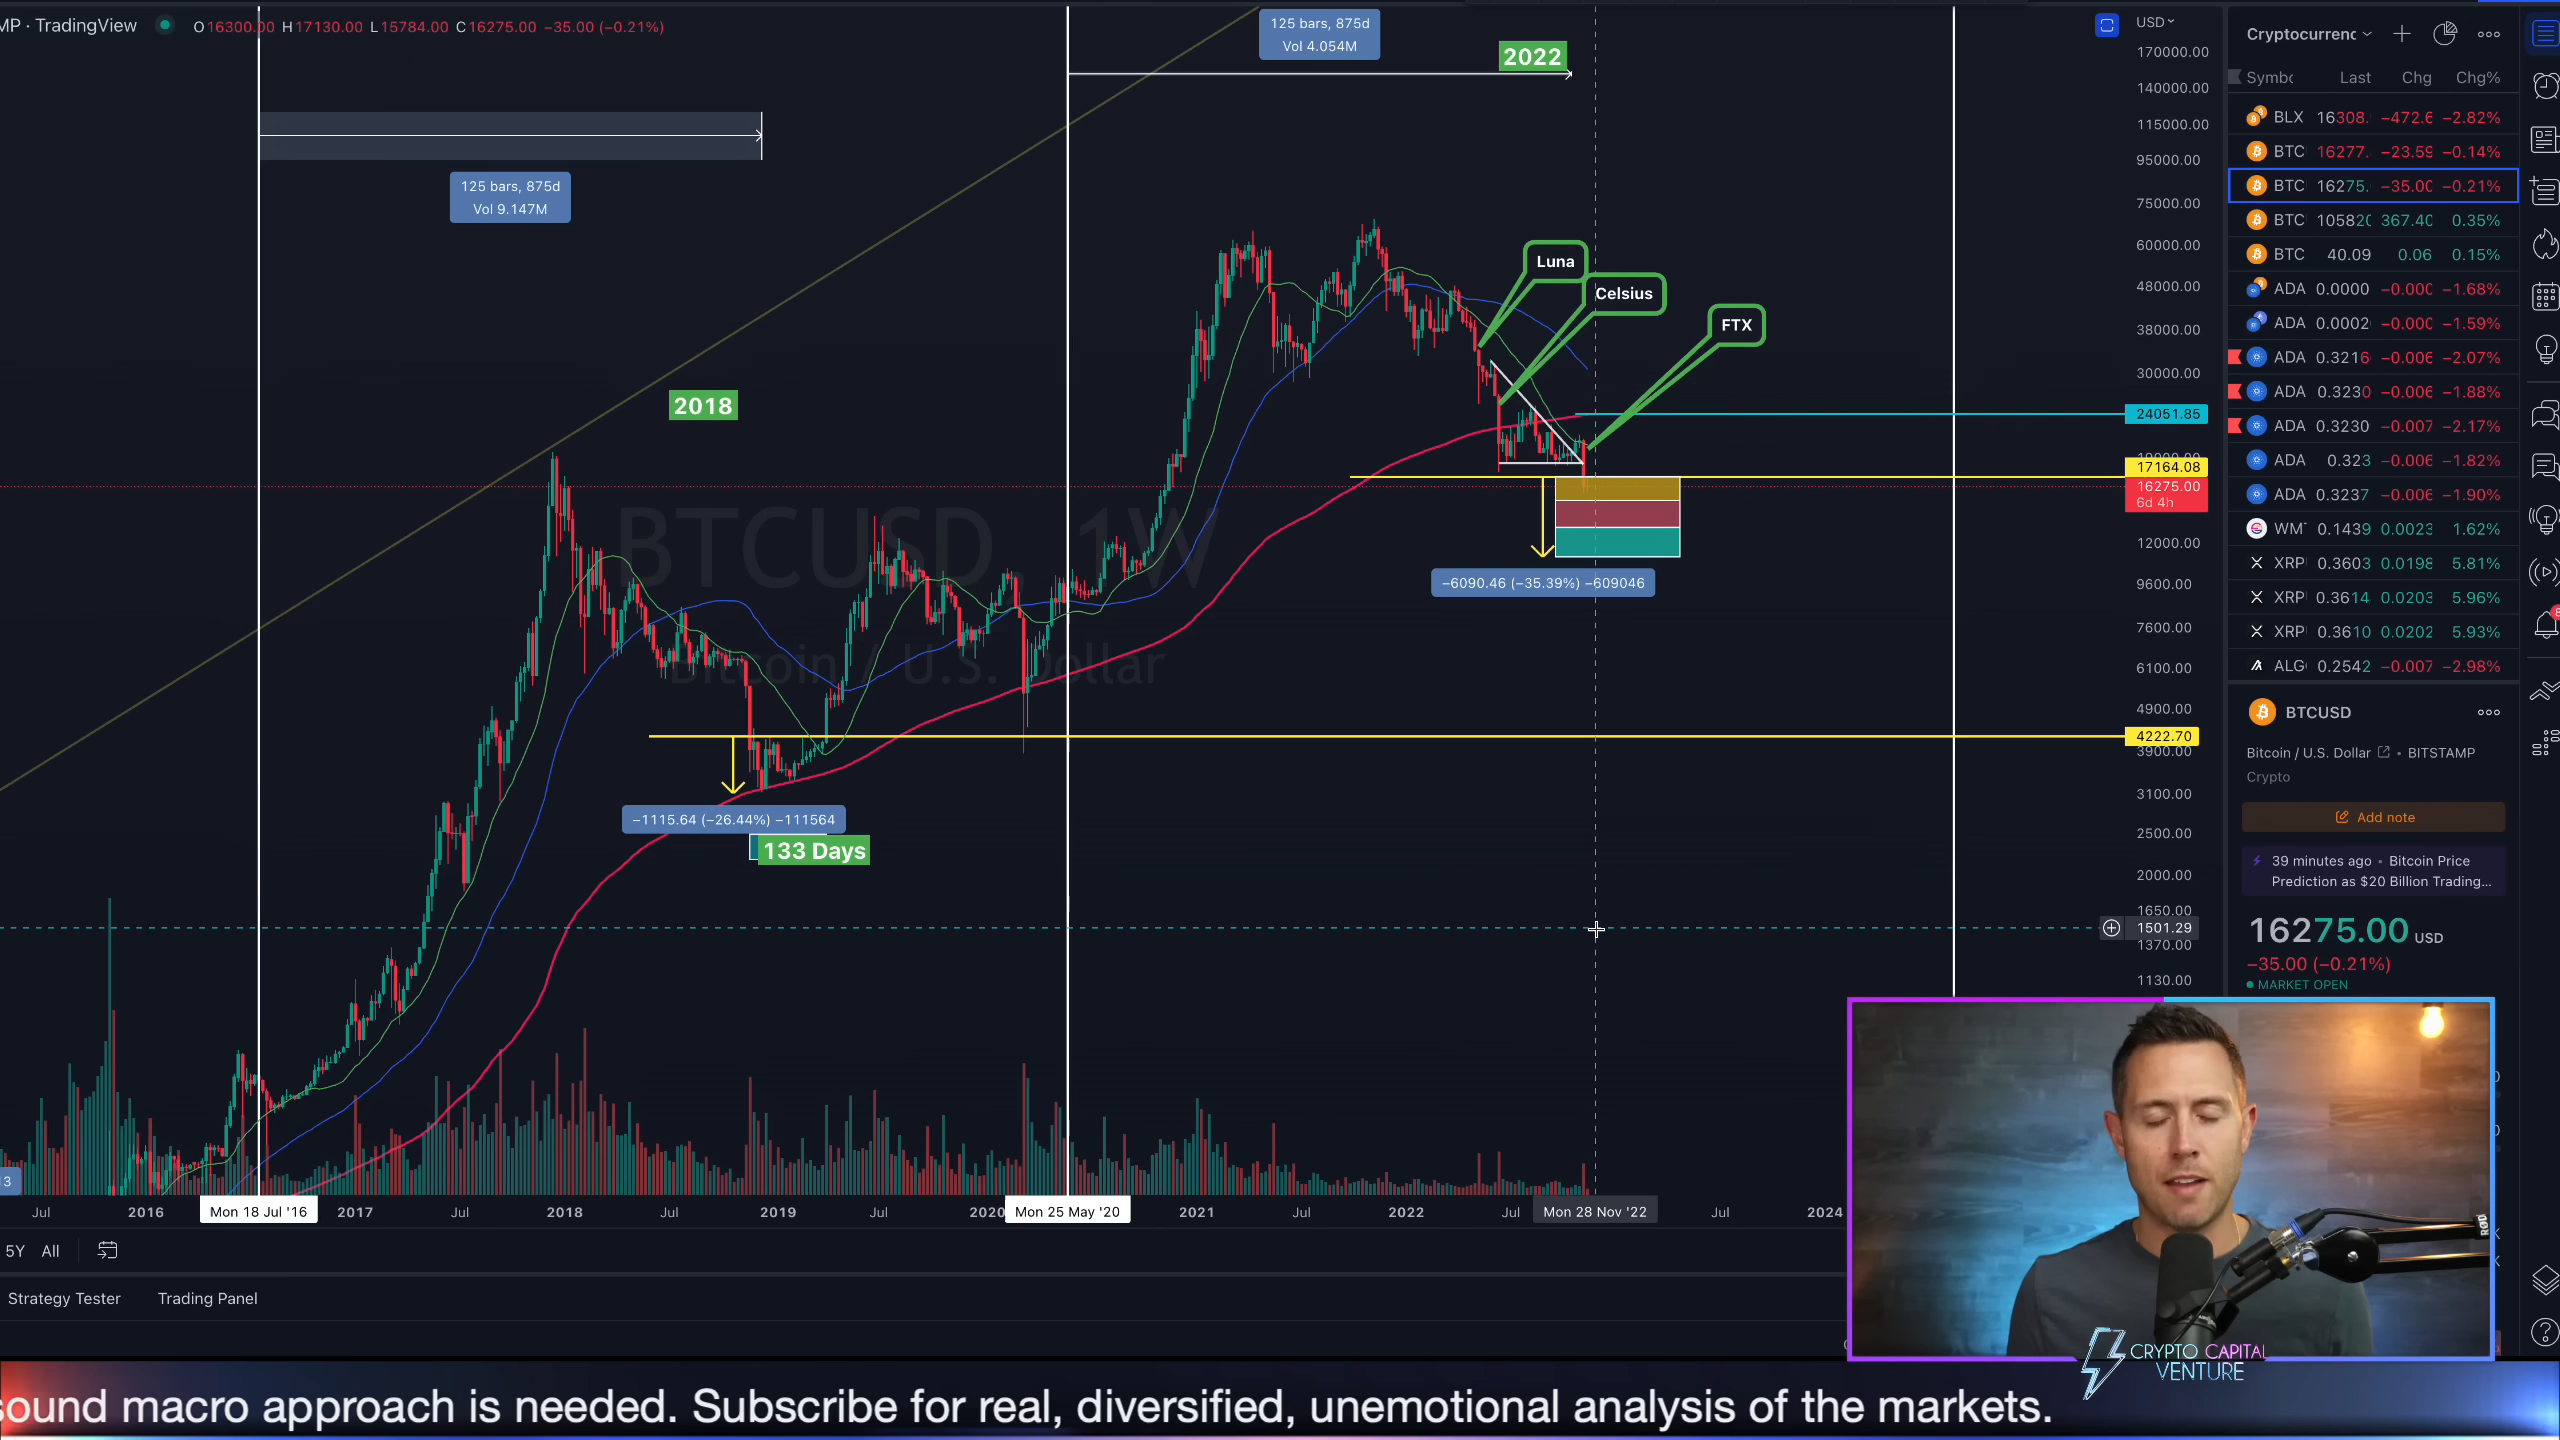 MP · TradingView
O16300.00 H17130.00 L15784.00 C16275.00 −35.00 (−0.21%)
125 bars, 875d
Vol 4.054M
2022
125 bars, 875d
Vol 9.147M
2018
Luna
Celsius
FTX
BTCUSD, 1W
Bitcoin / U.S. Dollar
−6090.46 (−35.39%) −609046
−1115.64 (−26.44%) −111564
133 Days
USD
170000.00
140000.00
115000.00
95000.00
75000.00
60000.00
48000.00
38000.00
30000.00
24051.85
17164.08
16275.00
6d 4h
12000.00
9600.00
7600.00
6100.00
4900.00
4222.70
3900.00
3100.00
2500.00
2000.00
1650.00
1501.29
1370.00
1130.00
Jul 2016 Mon 18 Jul '16 2017 Jul 2018 Jul 2019 Jul 2020 Mon 25 May '20 2021 Jul 2022 Jul Mon 28 Nov '22 Jul 2024
5Y All
Strategy Tester Trading Panel
Cryptocurrenc
Symbo Last Chg Chg%
BLX 16308. −472.6 −2.82%
BTC 16277. −23.59 −0.14%
BTC 16275. −35.00 −0.21%
BTC 105820 367.40 0.35%
BTC 40.09 0.06 0.15%
ADA 0.0000 −0.000 −1.68%
ADA 0.0002 −0.000 −1.59%
ADA 0.3216 −0.006 −2.07%
ADA 0.3230 −0.006 −1.88%
ADA 0.3230 −0.007 −2.17%
ADA 0.323 −0.006 −1.82%
ADA 0.3237 −0.006 −1.90%
WMT 0.1439 0.0023 1.62%
XRP 0.3603 0.0198 5.81%
XRP 0.3614 0.0203 5.96%
XRP 0.3610 0.0202 5.93%
ALG 0.2542 −0.007 −2.98%
BTCUSD
Bitcoin / U.S. Dollar • BITSTAMP
Crypto
Add note
39 minutes ago • Bitcoin Price
Prediction as $20 Billion Trading...
16275.00 USD
−35.00 (−0.21%)
MARKET OPEN
RØDE
CRYPTO CAPITAL
VENTURE
sound macro approach is needed. Subscribe for real, diversified, unemotional analysis of the markets.